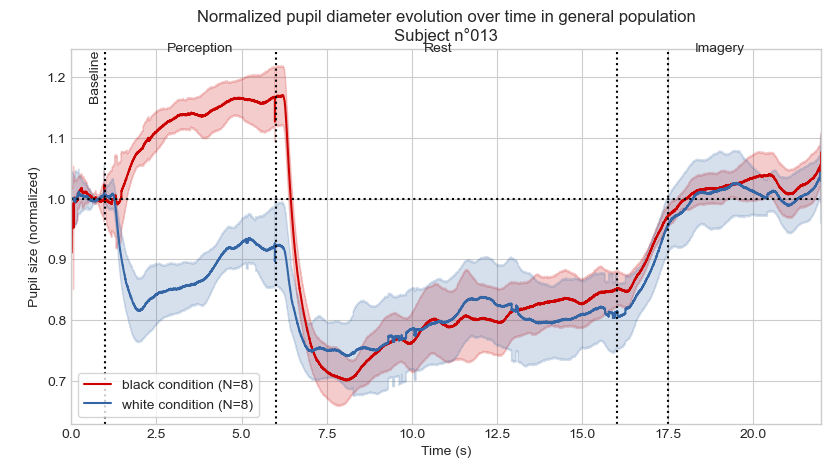 Normalized pupil diameter evolution over time in general population
Subject n°013
Baseline
Perception
Rest
Imagery
1.2
1.1
1.0
0.9
0.8
0.7
Pupil size (normalized)
black condition (N=8)
white condition (N=8)
0.0
2.5
5.0
7.5
10.0
12.5
15.0
17.5
20.0
Time (s)